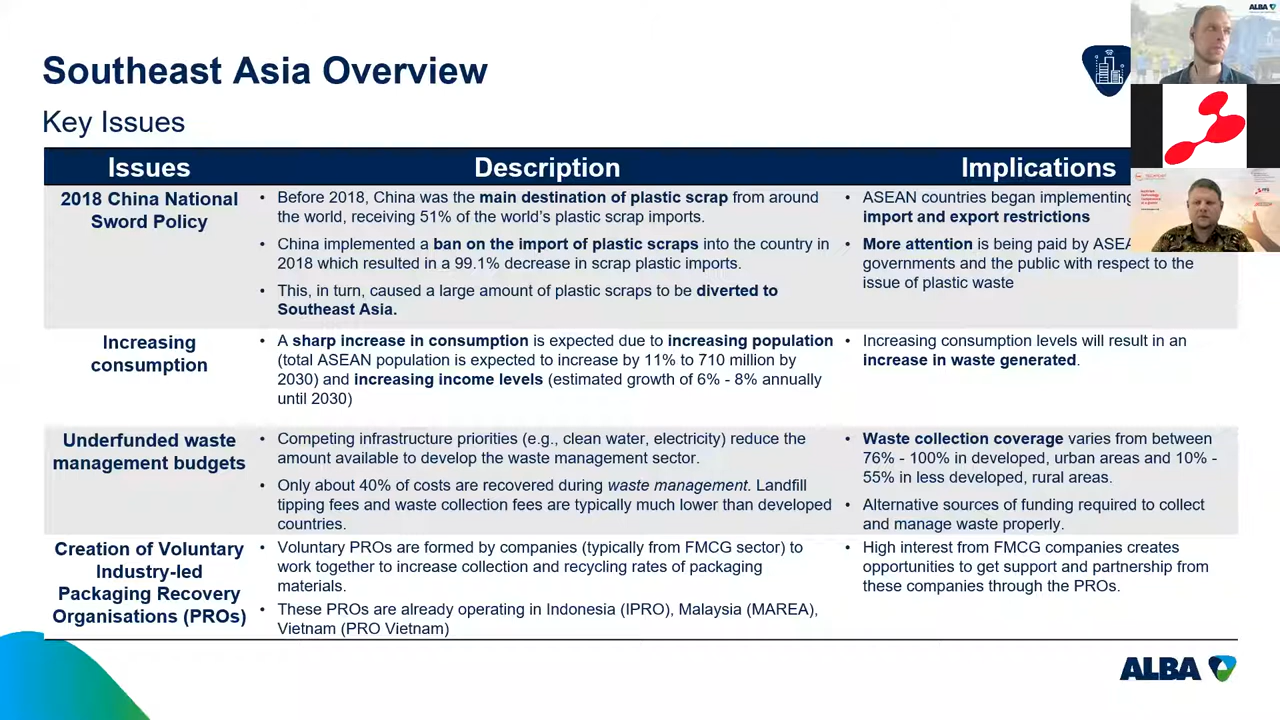 Southeast Asia Overview
Key Issues
Issues
Description
Implications
2018 China National
Sword Policy
• Before 2018, China was the main destination of plastic scrap from around
the world, receiving 51% of the world's plastic scrap imports.
• China implemented a ban on the import of plastic scraps into the country in
2018 which resulted in a 99.1% decrease in scrap plastic imports.
• This, in turn, caused a large amount of plastic scraps to be diverted to
Southeast Asia.
• ASEAN countries began implementing
import and export restrictions
• More attention is being paid by
governments and the public with respect to the
issue of plastic waste
Increasing
consumption
• A sharp increase in consumption is expected due to increasing population
(total ASEAN population is expected to increase by 11% to 710 million by
2030) and increasing income levels (estimated growth of 6% - 8% annually
until 2030)
• Increasing consumption levels will result in an
increase in waste generated.
Underfunded waste
management budgets
• Competing infrastructure priorities (e.g., clean water, electricity) reduce the
amount available to develop the waste management sector.
• Only about 40% of costs are recovered during waste management. Landfill
tipping fees and waste collection fees are typically much lower than developed
countries.
• Waste collection coverage varies from between
76% - 100% in developed, urban areas and 10% -
55% in less developed, rural areas.
• Alternative sources of funding required to collect
and manage waste properly.
Creation of Voluntary
Industry-led
Packaging Recovery
Organisations (PROs)
• Voluntary PROs are formed by companies (typically from FMCG sector) to
work together to increase collection and recycling rates of packaging
materials.
• These PROs are already operating in Indonesia (IPRO), Malaysia (MAREA),
Vietnam (PRO Vietnam)
• High interest from FMCG companies creates
opportunities to get support and partnership from
these companies through the PROs.
ALBA
ALBA